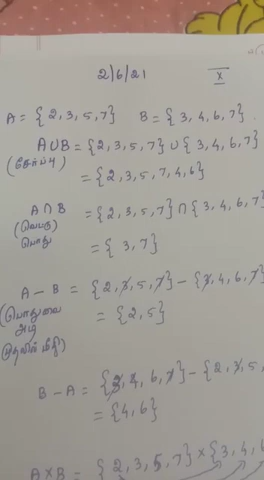 2/6/21
X
A = {2, 3, 5, 7} B = {3, 4, 6, 7}
A∪B = {2, 3, 5, 7} ∪ {3, 4, 6, 7}
(சேர்ப்பு)
= {2, 3, 5, 7, 4, 6}
A∩B = {2, 3, 5, 7} ∩ {3, 4, 6, 7}
பொது
= {3, 7}
A − B = {2, 3, 5, 7} − {3, 4, 6, 7}
= {2, 5}
B − A = {3, 4, 6, 7} − {2, 3, 5,
= {4, 6}
A×B = {2, 3, 5, 7} × {3, 4, 6